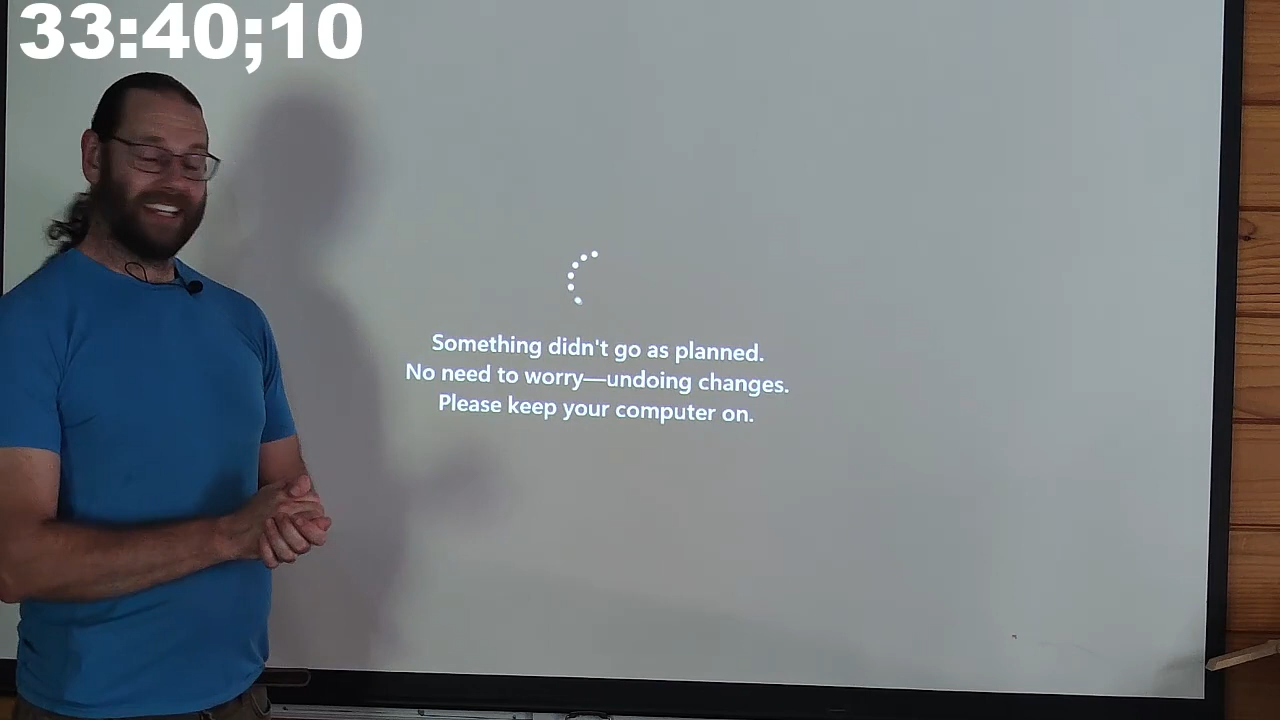 33:40;10
Something didn't go as planned.
No need to worry—undoing changes.
Please keep your computer on.